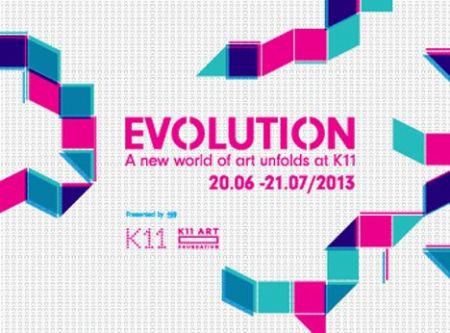 EVOLUTION
A new world of art unfolds at K11
20.06 -21.07/2013
Presented by
K11
K11 ART
FOUNDATION